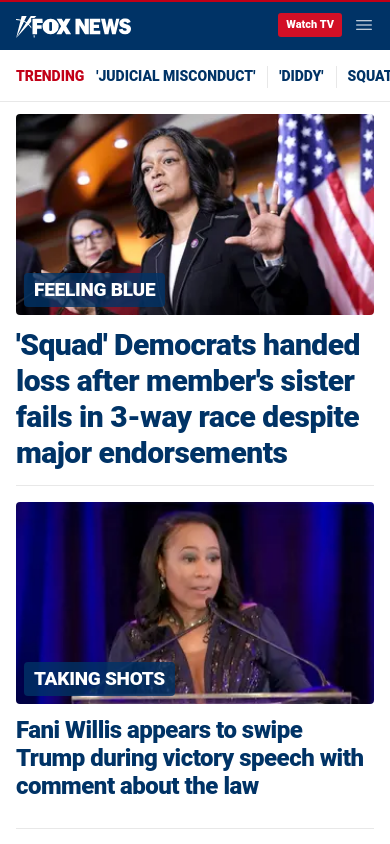 FOX NEWS
Watch TV
TRENDING 'JUDICIAL MISCONDUCT' 'DIDDY' SQUAT
FEELING BLUE
'Squad' Democrats handed
loss after member's sister
fails in 3-way race despite
major endorsements
TAKING SHOTS
Fani Willis appears to swipe
Trump during victory speech with
comment about the law